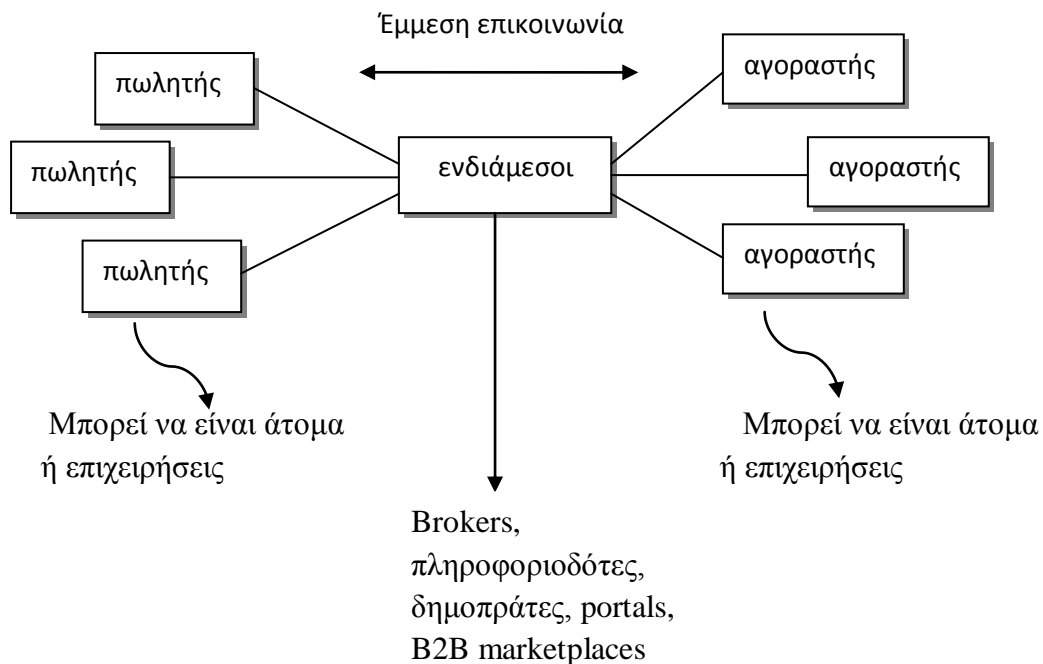 Έμμεση επικοινωνία
πωλητής
αγοραστής
πωλητής
ενδιάμεσοι
αγοραστής
πωλητής
αγοραστής
Μπορεί να είναι άτομα
ή επιχειρήσεις
Μπορεί να είναι άτομα
ή επιχειρήσεις
Brokers,
πληροφοριοδότες,
δημοπράτες, portals,
B2B marketplaces